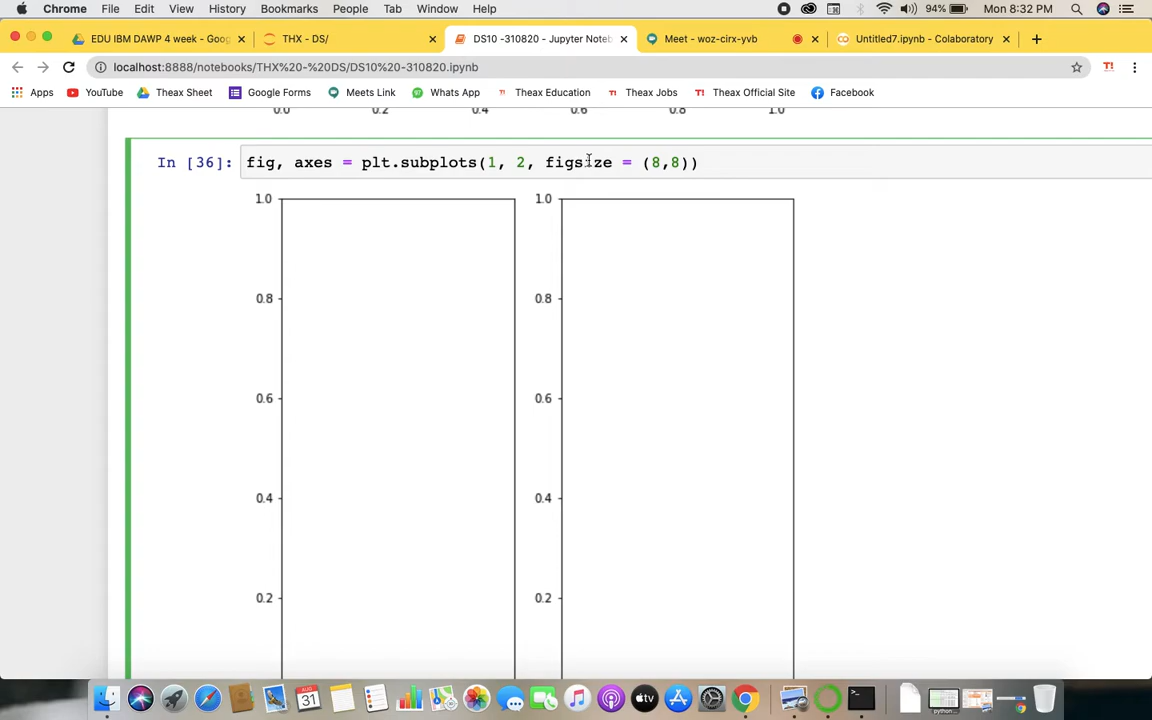 Chrome File Edit View History Bookmarks People Tab Window Help 94% Mon 8:32 PM
EDU IBM DAWP 4 week - Goog THX - DS/ DS10 -310820 - Jupyter Noteb Meet - woz-cirx-yvb Untitled7.ipynb - Colaboratory
localhost:8888/notebooks/THX%20-%20DS/DS10%20-310820.ipynb T!
Apps YouTube Theax Sheet Google Forms Meets Link Whats App Theax Education Theax Jobs Theax Official Site Facebook
0.0 0.2 0.4 0.6 0.8 1.0
In [36]: fig, axes = plt.subplots(1, 2, figsize = (8,8))
1.0 1.0
0.8 0.8
0.6 0.6
0.4 0.4
0.2 0.2
AUG
31
tv
python